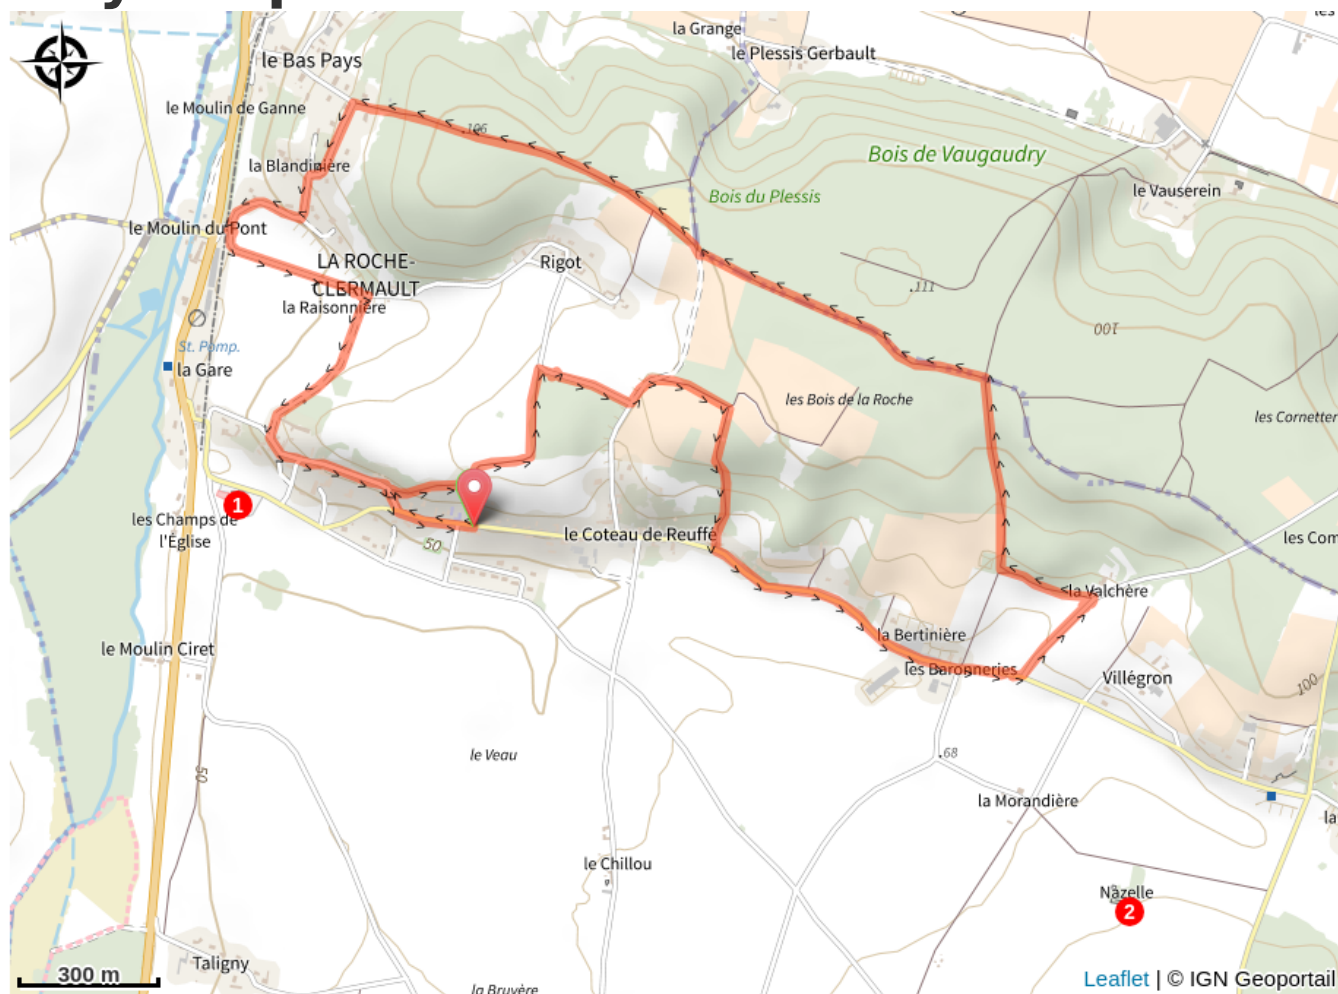 la Grange
le Plessis Gerbault
le Bas Pays
le Moulin de Ganne
106
la Blandinière
Bois de Vaugaudry
le Vauserein
Bois du Plessis
le Moulin du Pont
LA ROCHE-
CLERMAULT
Rigot
111
la Raisonnière
100
St. Pomp.
la Gare
les Bois de la Roche
les Cornetter
1
les Champs de
l'Église
50
le Coteau de Reuffé
les Com
la Valchère
la Bertinière
le Moulin Ciret
les Baronneries
Villégron
100
le Veau
68
50
la Morandière
la
le Chillou
Nazelle
2
Taligny
300 m
la Bruyère
Leaflet | © IGN Geoportail